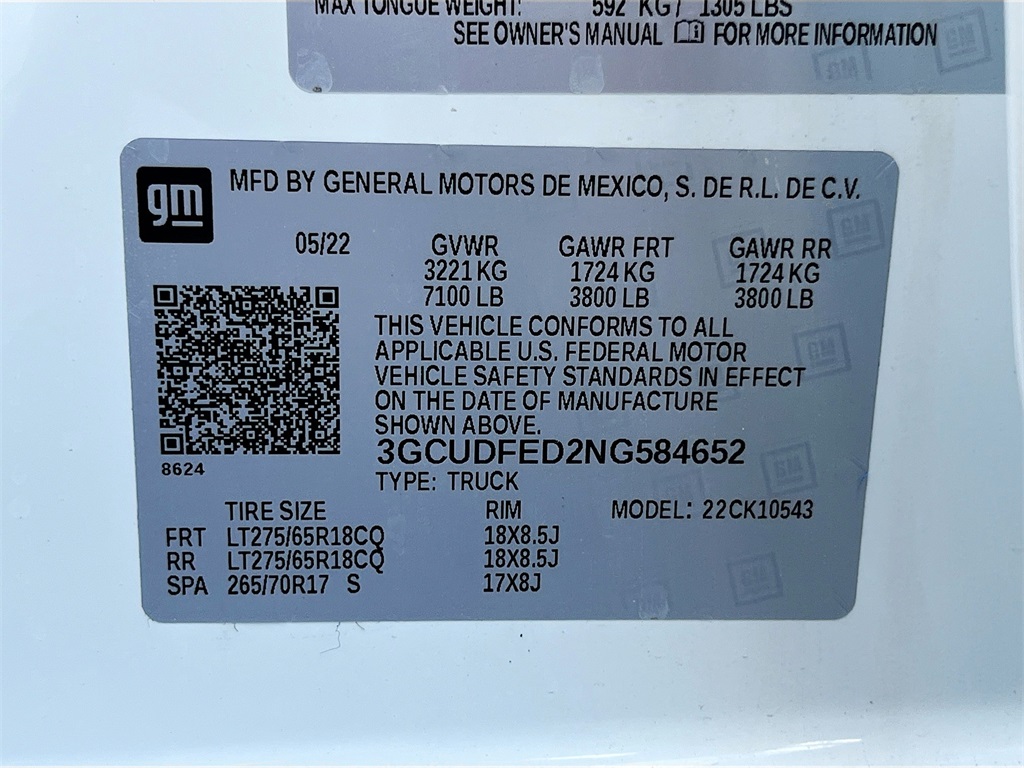 MAX TONGUE WEIGHT: 592 KG / 1305 LBS
SEE OWNER'S MANUAL FOR MORE INFORMATION
gm
MFD BY GENERAL MOTORS DE MEXICO, S. DE R.L. DE C.V.
05/22 GVWR GAWR FRT GAWR RR
3221 KG 1724 KG 1724 KG
7100 LB 3800 LB 3800 LB
THIS VEHICLE CONFORMS TO ALL
APPLICABLE U.S. FEDERAL MOTOR
VEHICLE SAFETY STANDARDS IN EFFECT
ON THE DATE OF MANUFACTURE
SHOWN ABOVE.
3GCUDFED2NG584652
8624
TYPE: TRUCK
TIRE SIZE RIM MODEL: 22CK10543
FRT LT275/65R18CQ 18X8.5J
RR LT275/65R18CQ 18X8.5J
SPA 265/70R17 S 17X8J